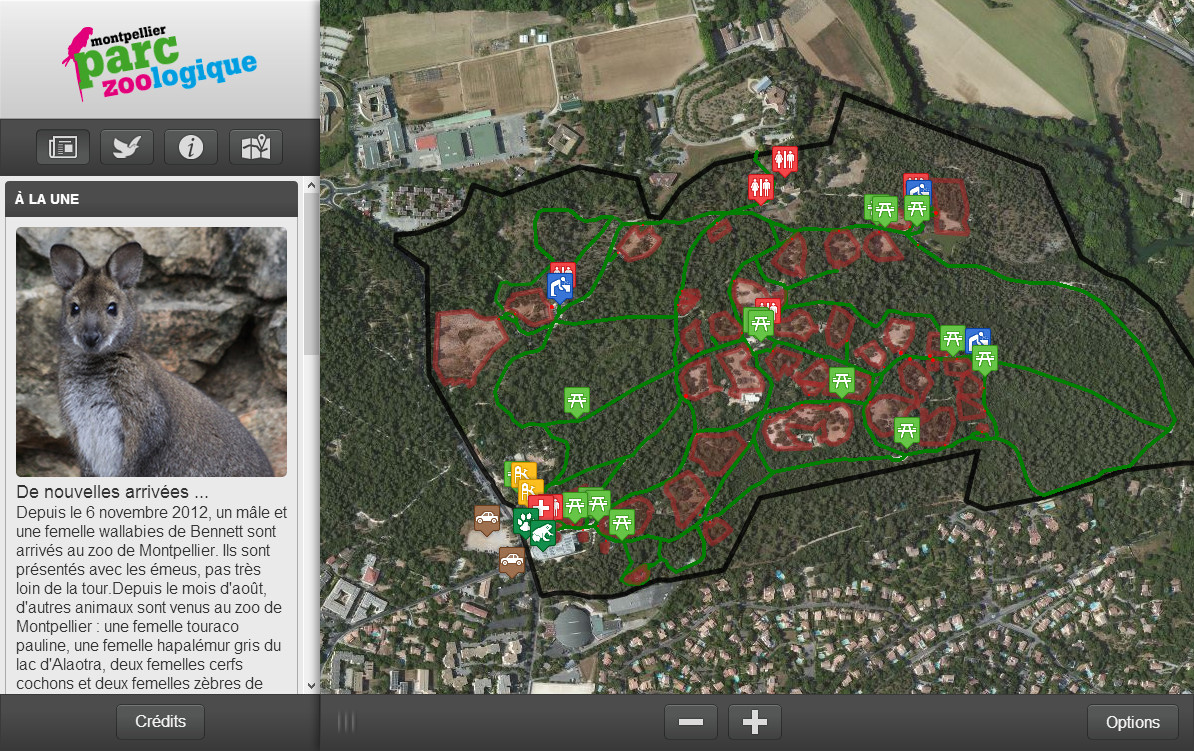 montpellier
parc
zoologique
À LA UNE
De nouvelles arrivées ...
Depuis le 6 novembre 2012, un mâle et
une femelle wallabies de Bennett sont
arrivés au zoo de Montpellier. Ils sont
présentés avec les émeus, pas très
loin de la tour.Depuis le mois d'août,
d'autres animaux sont venus au zoo de
Montpellier : une femelle touraco
pauline, une femelle hapalémur gris du
lac d'Alaotra, deux femelles cerfs
cochons et deux femelles zèbres de
Crédits
Options